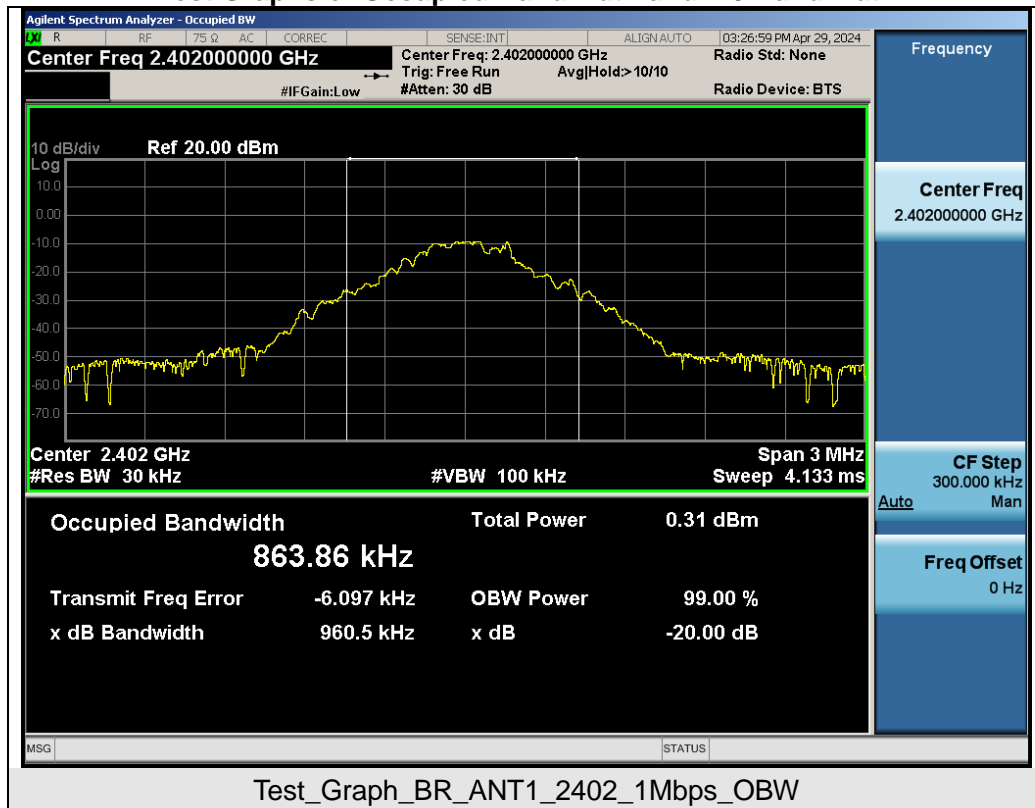 Agilent Spectrum Analyzer - Occupied BW
LXI R RF 75 Ω AC CORREC SENSE:INT ALIGN AUTO 03:26:59 PM Apr 29, 2024
Center Freq 2.402000000 GHz
Center Freq: 2.402000000 GHz
Radio Std: None
Trig: Free Run Avg|Hold:> 10/10
#IFGain:Low
#Atten: 30 dB
Radio Device: BTS
10 dB/div Ref 20.00 dBm
Log
10.0
0.00
-10.0
-20.0
-30.0
-40.0
-50.0
-60.0
-70.0
Center 2.402 GHz
Span 3 MHz
#Res BW 30 kHz
#VBW 100 kHz
Sweep 4.133 ms
Occupied Bandwidth
Total Power 0.31 dBm
863.86 kHz
Transmit Freq Error -6.097 kHz
OBW Power 99.00 %
x dB Bandwidth 960.5 kHz
x dB -20.00 dB
MSG
STATUS
Frequency
Center Freq
2.402000000 GHz
CF Step
300.000 kHz
Auto Man
Freq Offset
0 Hz
Test_Graph_BR_ANT1_2402_1Mbps_OBW